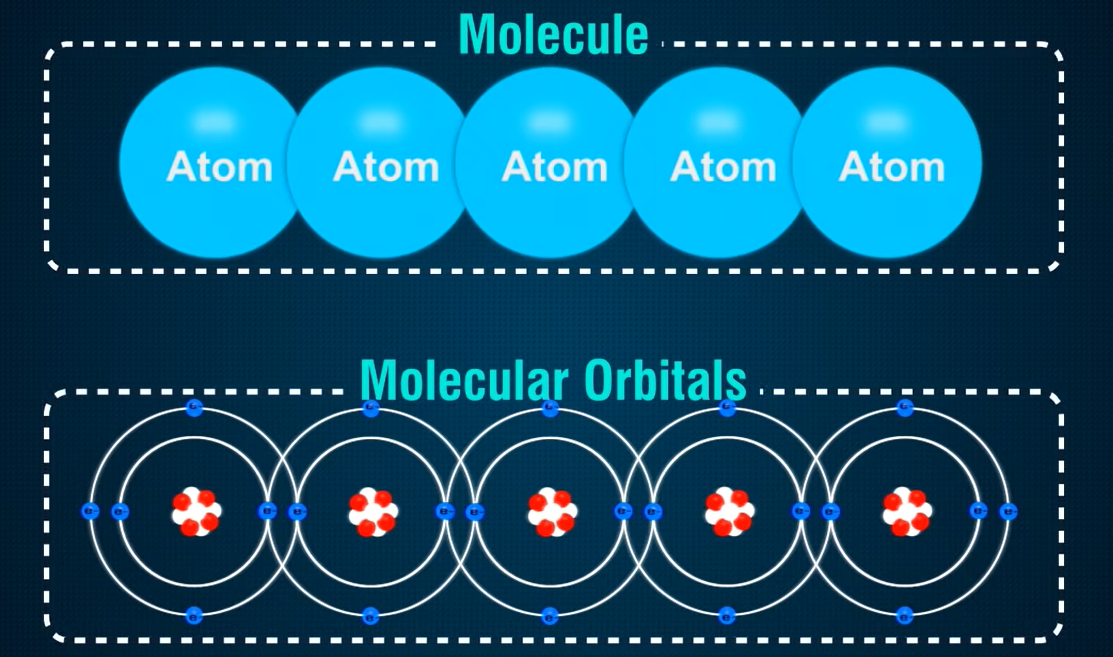 Molecule
Atom Atom Atom Atom Atom
Molecular Orbitals
e- e- e- e- e-
e- e- e- e- e- e- e- e- e- e- e- e-
e- e- e- e- e-